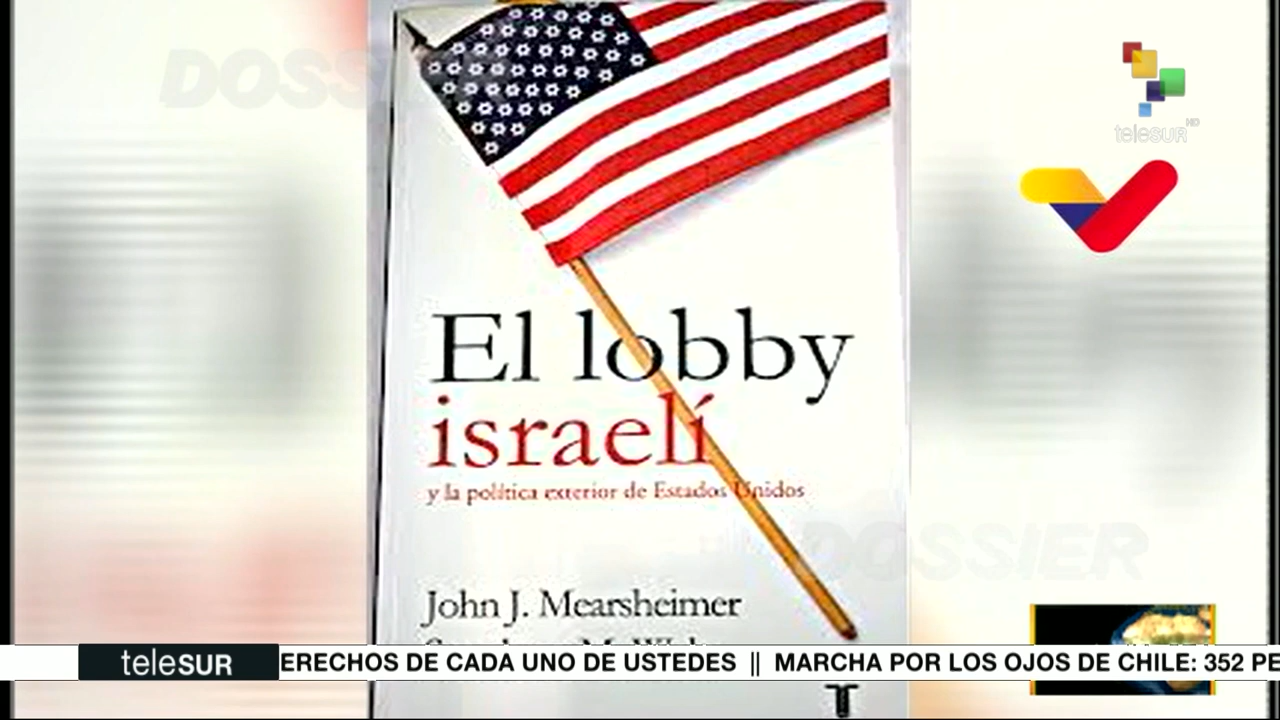 DOSSIER
teleSUR HD
El lobby
israelí
y la política exterior de Estados Unidos
DOSSIER
John J. Mearsheimer
teleSUR
ERECHOS DE CADA UNO DE USTEDES || MARCHA POR LOS OJOS DE CHILE: 352 PE
T